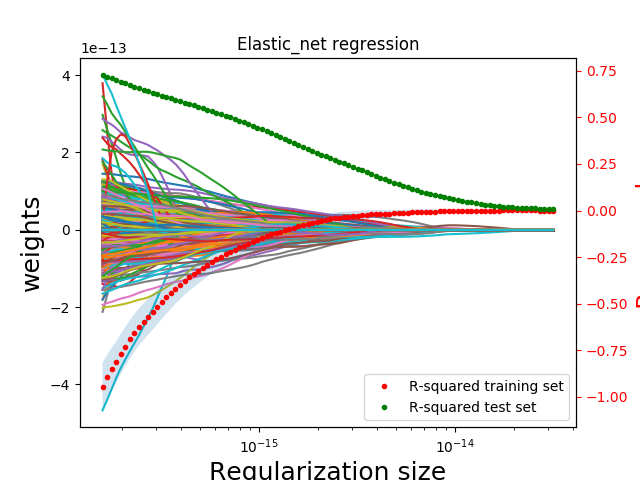 Elastic_net regression
1e−13
4
2
0
−2
−4
weights
0.75
0.50
0.25
0.00
−0.25
−0.50
−0.75
−1.00
R-squared training set
R-squared test set
10−15
10−14
Regularization size